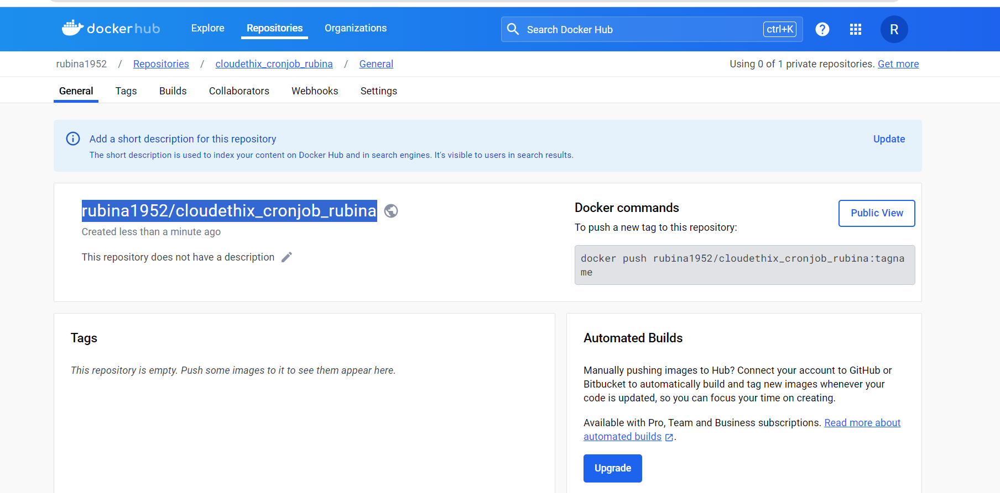 dockerhub
Explore
Repositories
Organizations
Search Docker Hub
ctrl+K
?
R
rubina1952 / Repositories / cloudethix_cronjob_rubina / General
Using 0 of 1 private repositories. Get more
General
Tags
Builds
Collaborators
Webhooks
Settings
Add a short description for this repository
Update
The short description is used to index your content on Docker Hub and in search engines. It's visible to users in search results.
rubina1952/cloudethix_cronjob_rubina
Created less than a minute ago
This repository does not have a description
Docker commands
Public View
To push a new tag to this repository:
docker push rubina1952/cloudethix_cronjob_rubina:tagna
me
Tags
This repository is empty. Push some images to it to see them appear here.
Automated Builds
Manually pushing images to Hub? Connect your account to GitHub or
Bitbucket to automatically build and tag new images whenever your
code is updated, so you can focus your time on creating.
Available with Pro, Team and Business subscriptions. Read more about
automated builds .
Upgrade